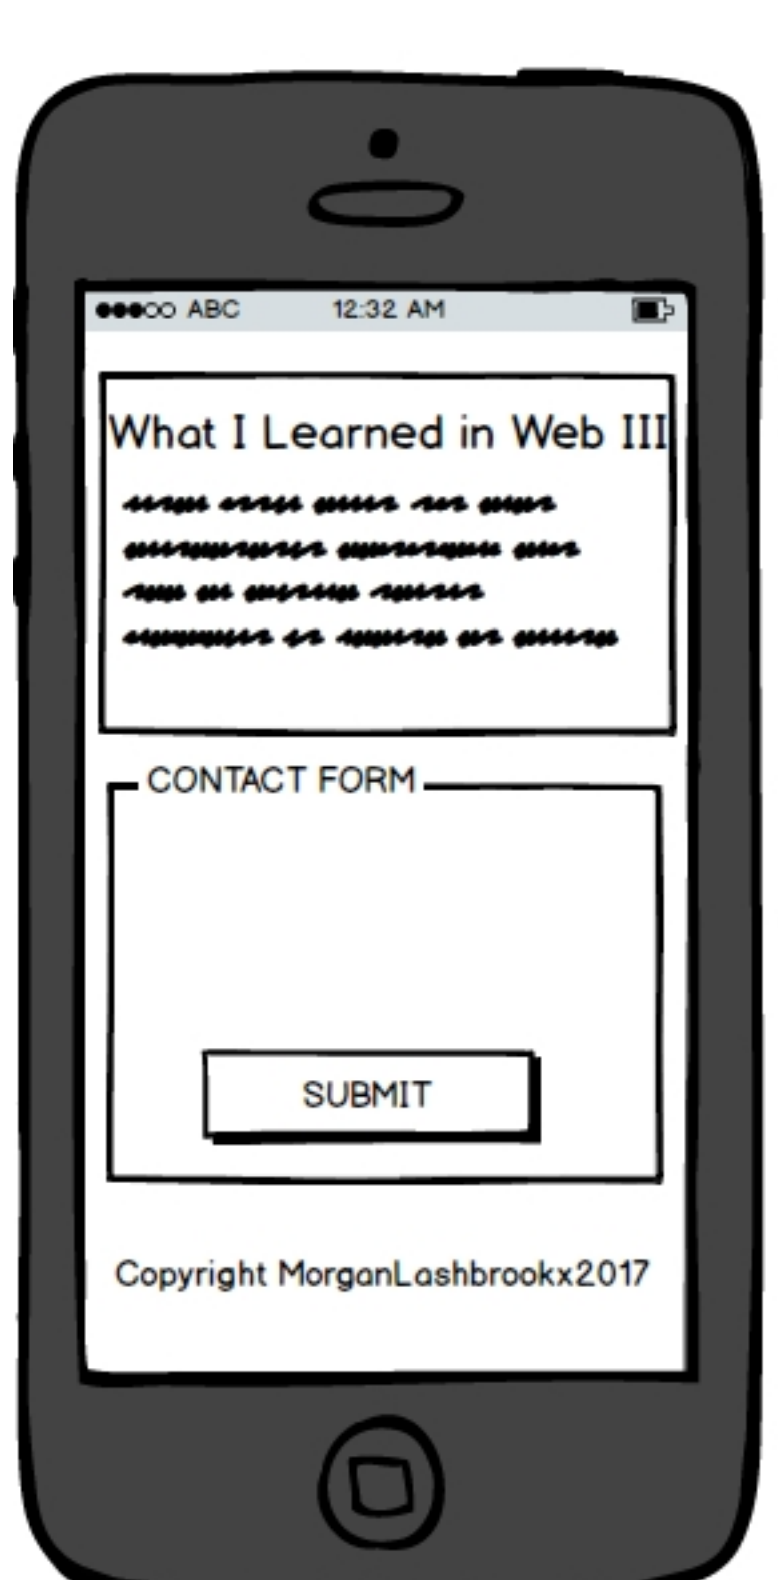 ABC 12:32 AM
What I Learned in Web III
CONTACT FORM
SUBMIT
Copyright MorganLashbrookx2017